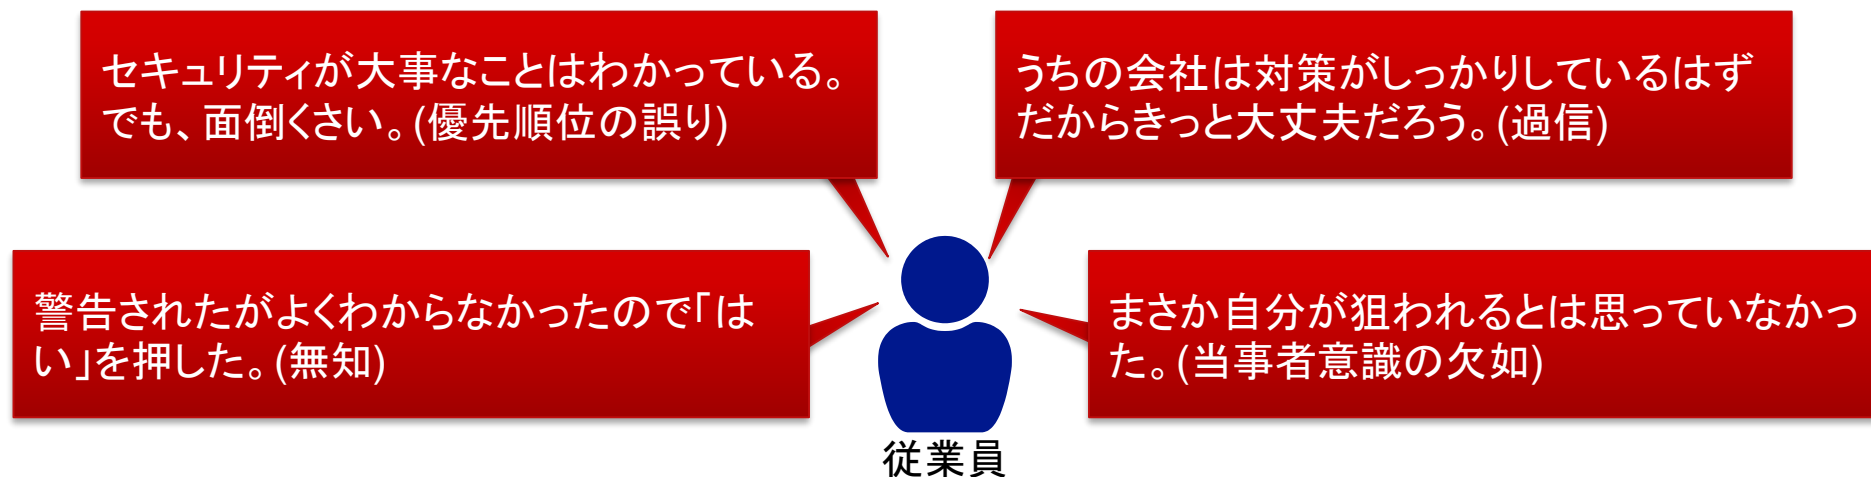 セキュリティが大事なことはわかっている。
でも、面倒くさい。(優先順位の誤り)
うちの会社は対策がしっかりしているはず
だからきっと大丈夫だろう。(過信)
警告されたがよくわからなかったので「は
い」を押した。(無知)
まさか自分が狙われるとは思っていなかっ
た。(当事者意識の欠如)
従業員